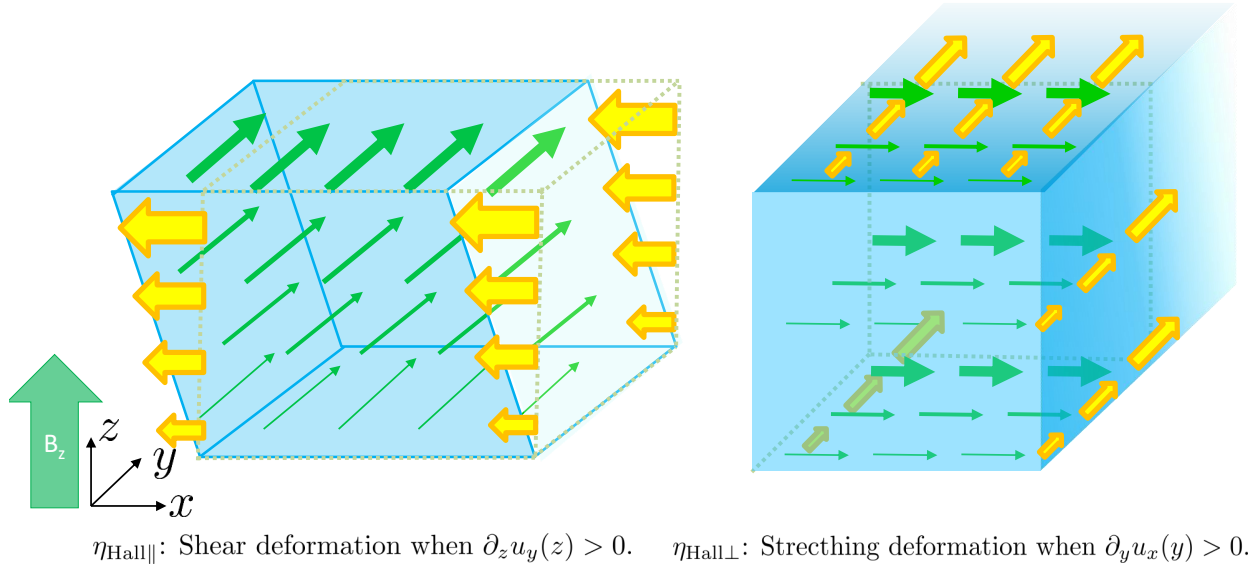 B_z
z
y
x
η_Hall∥: Shear deformation when ∂_z u_y(z) > 0.
η_Hall⊥: Strecthing deformation when ∂_y u_x(y) > 0.